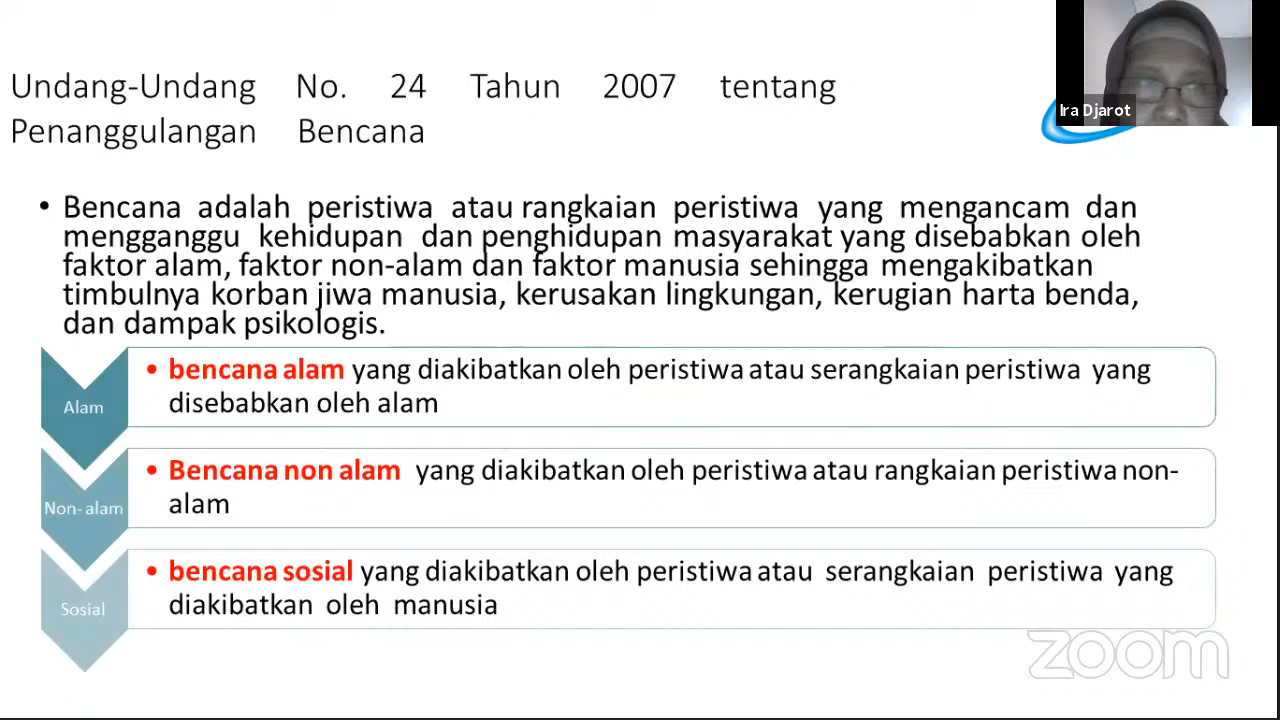 Undang-Undang No. 24 Tahun 2007 tentang
Penanggulangan Bencana
Ira Djarot
• Bencana adalah peristiwa atau rangkaian peristiwa yang mengancam dan
mengganggu kehidupan dan penghidupan masyarakat yang disebabkan oleh
faktor alam, faktor non-alam dan faktor manusia sehingga mengakibatkan
timbulnya korban jiwa manusia, kerusakan lingkungan, kerugian harta benda,
dan dampak psikologis.
Alam
• bencana alam yang diakibatkan oleh peristiwa atau serangkaian peristiwa yang
disebabkan oleh alam
Non- alam
• Bencana non alam yang diakibatkan oleh peristiwa atau rangkaian peristiwa non-
alam
Sosial
• bencana sosial yang diakibatkan oleh peristiwa atau serangkaian peristiwa yang
diakibatkan oleh manusia
zoom